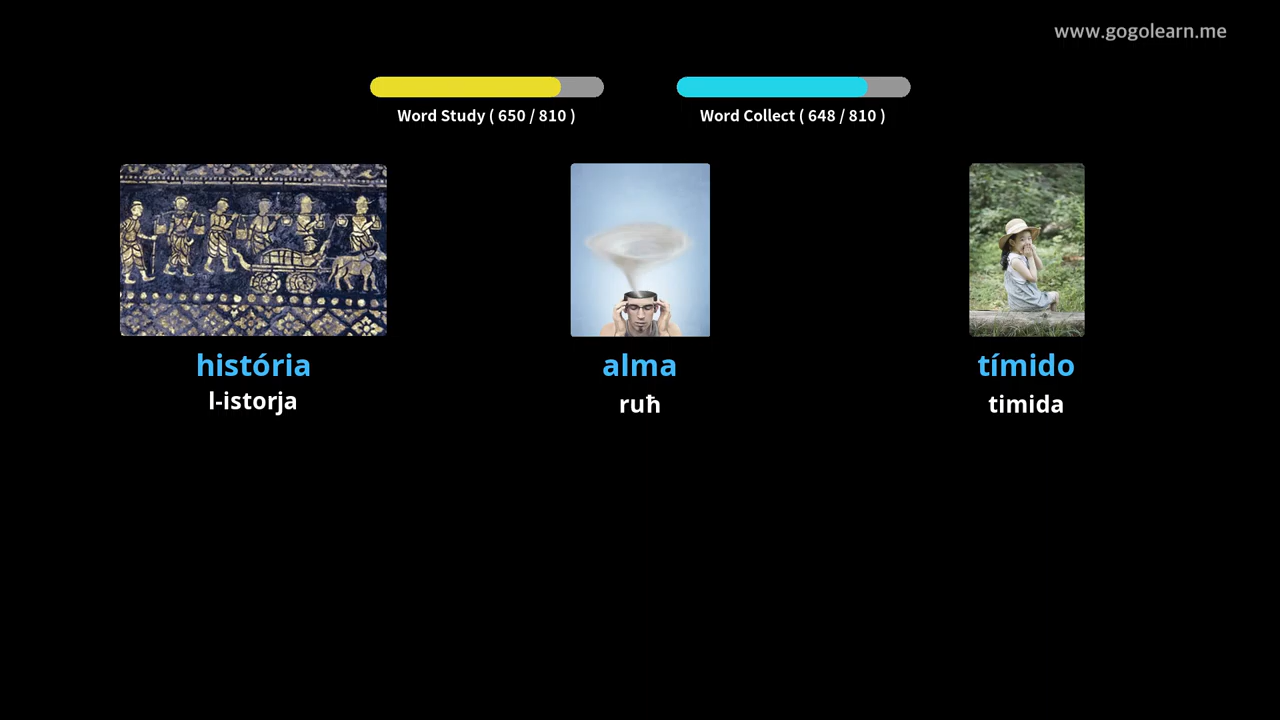 www.gogolearn.me
Word Study ( 650 / 810 )
Word Collect ( 648 / 810 )
história
l-istorja
alma
ruħ
tímido
timida